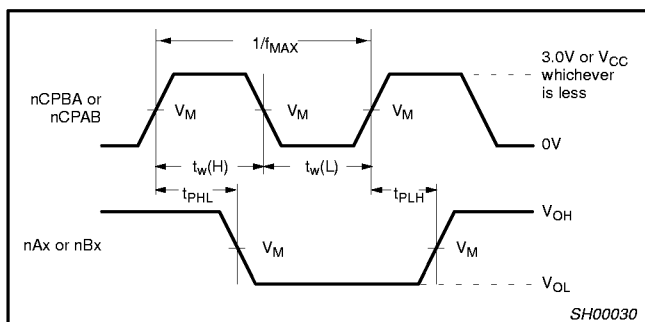 1/fMAX
3.0V or VCC
whichever
is less
nCPBA or
nCPAB
VM
VM
VM
0V
tw(H)
tw(L)
tPHL
tPLH
VOH
nAx or nBx
VM
VM
VOL
SH00030